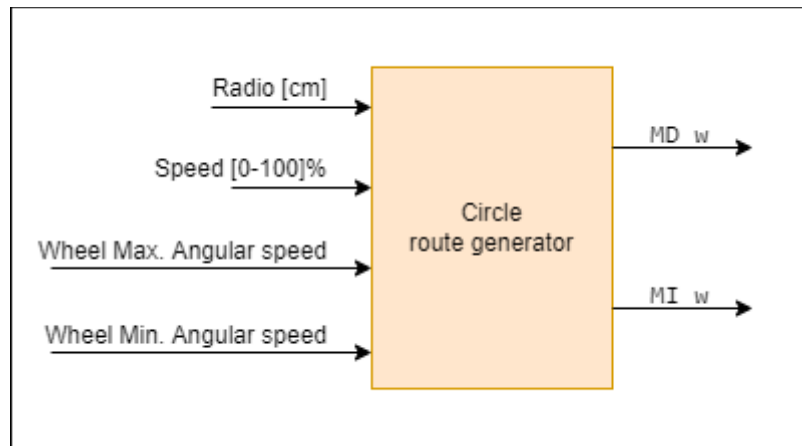 Radio [cm]
Speed [0-100]%
Wheel Max. Angular speed
Wheel Min. Angular speed
Circle
route generator
MD w
MI w